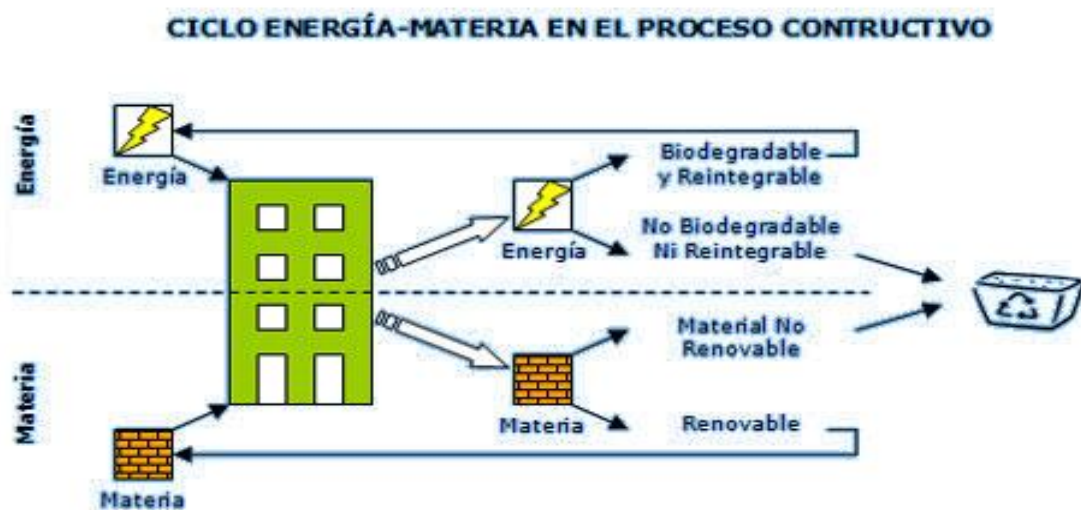 CICLO ENERGÍA-MATERIA EN EL PROCESO CONTRUCTIVO
Energía
Energía
Biodegradable
y Reintegrable
Energía
No Biodegradable
Ni Reintegrable
Materia
Materia
Materia
Material No
Renovable
Renovable